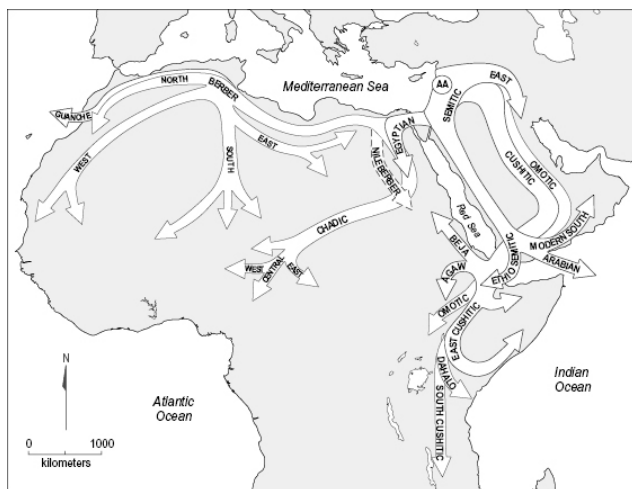 Mediterranean Sea
AA
EAST
NORTH
BERBER
SEMITIC
GUANCHE
EGYPTIAN
WEST
EAST
SOUTH
NILE BERBER
CUSHITIC
OMOTIC
CHADIC
Red Sea
BEJA
ETHIO SEMITIC
MODERN SOUTH
ARABIAN
WEST
CENTRAL
EAST
AGAW
OMOTIC
EAST CUSHITIC
DAHALO
SOUTH CUSHITIC
N
Atlantic
Ocean
Indian
Ocean
0 1000
kilometers